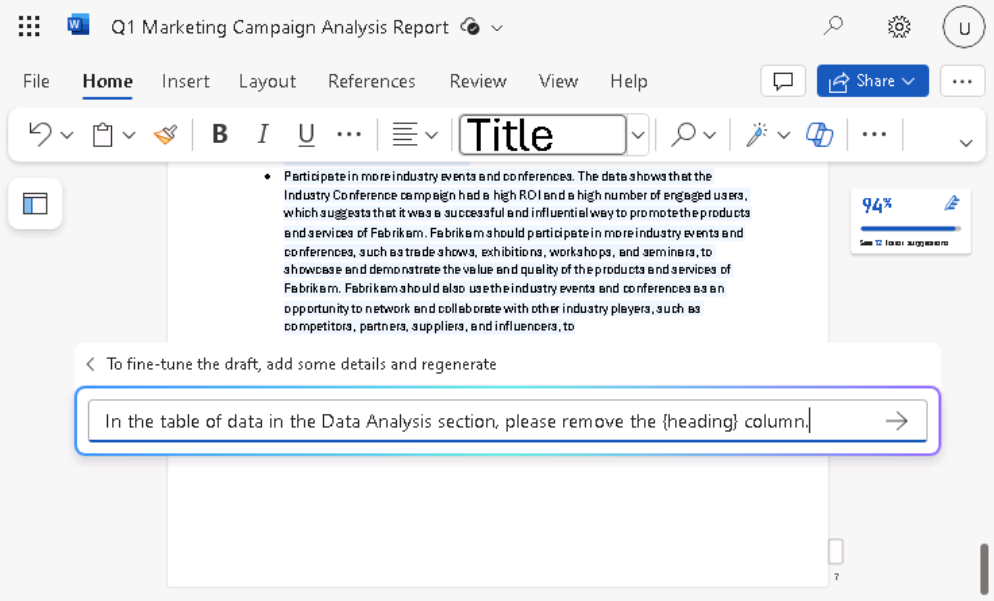 W Q1 Marketing Campaign Analysis Report U
File Home Insert Layout References Review View Help Share
B I U Title
Participate in more industry events and conferences. The data shows that the
Industry Conference campaign had a high ROI and a high number of engaged users,
which suggests that it was a successful and influential way to promote the products
and services of Fabrikam. Fabrikam should participate in more industry events and
conferences, such as trade shows, exhibitions, workshops, and seminars, to
showcase and demonstrate the value and quality of the products and services of
Fabrikam. Fabrikam should also use the industry events and conferences as an
opportunity to network and collaborate with other industry players, such as
competitors, partners, suppliers, and influencers, to
94%
See 12 Editor suggestions
To fine-tune the draft, add some details and regenerate
In the table of data in the Data Analysis section, please remove the {heading} column.
7